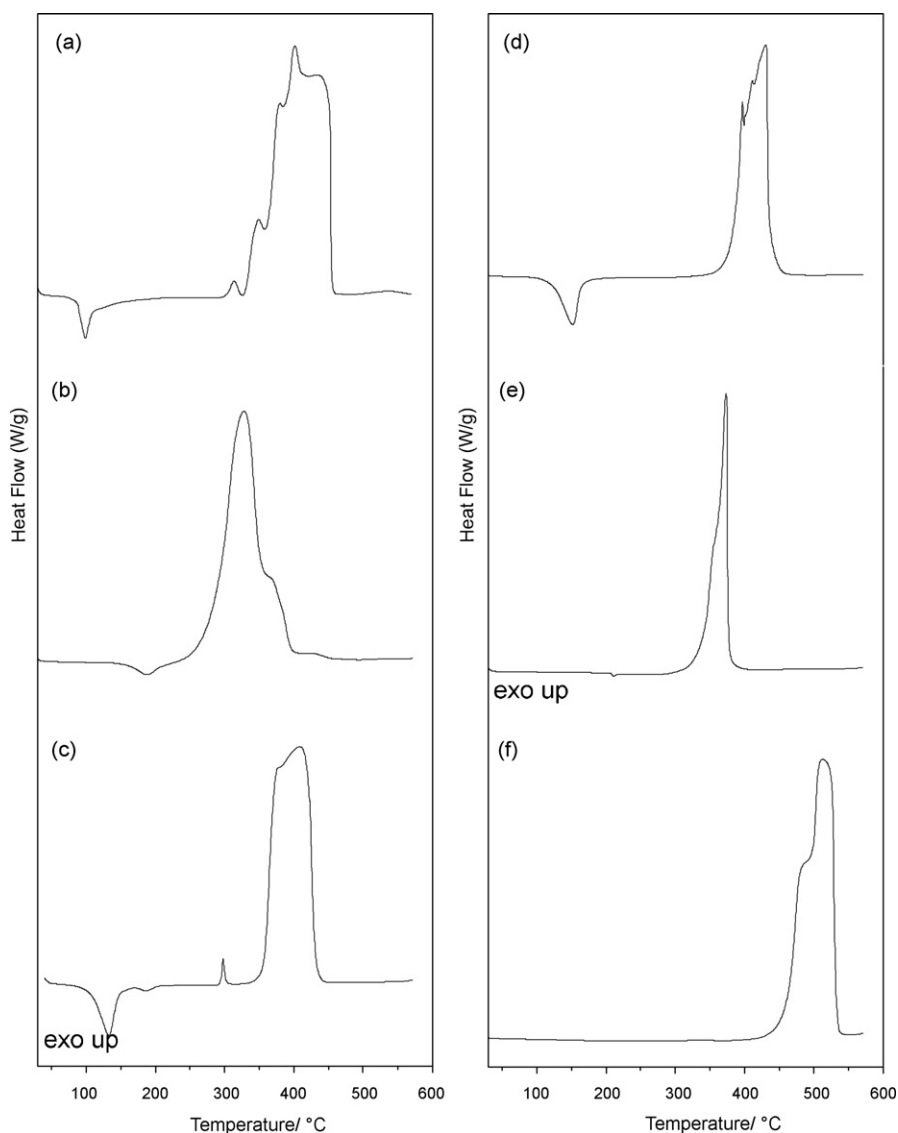 (a)
(b)
(c)
exo up
Heat Flow (W/g)
100 200 300 400 500 600
Temperature/ °C
(d)
(e)
exo up
(f)
Heat Flow (W/g)
100 200 300 400 500 600
Temperature/ °C